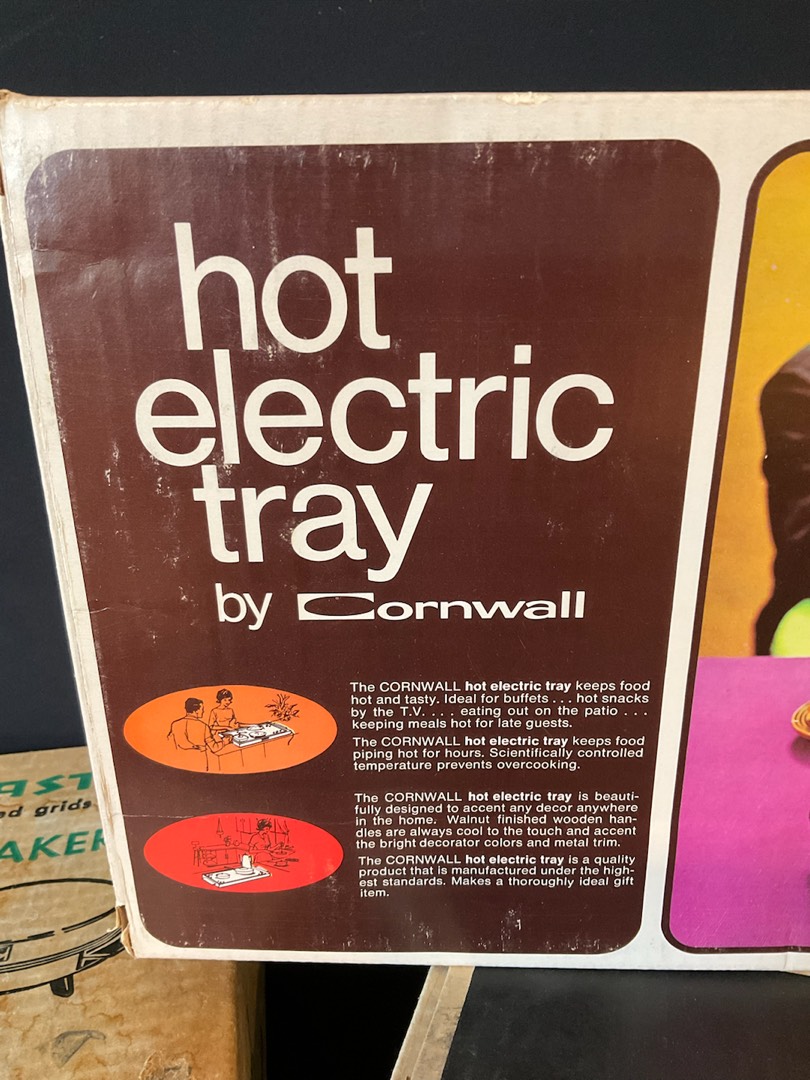 hot
electric
tray
by Cornwall
The CORNWALL hot electric tray keeps food
hot and tasty. Ideal for buffets . . . hot snacks
by the T.V. . . . eating out on the patio . . .
keeping meals hot for late guests.
The CORNWALL hot electric tray keeps food
piping hot for hours. Scientifically controlled
temperature prevents overcooking.
The CORNWALL hot electric tray is beauti-
fully designed to accent any decor anywhere
in the home. Walnut finished wooden han-
dles are always cool to the touch and accent
the bright decorator colors and metal trim.
The CORNWALL hot electric tray is a quality
product that is manufactured under the high-
est standards. Makes a thoroughly ideal gift
item.
grids
AKER